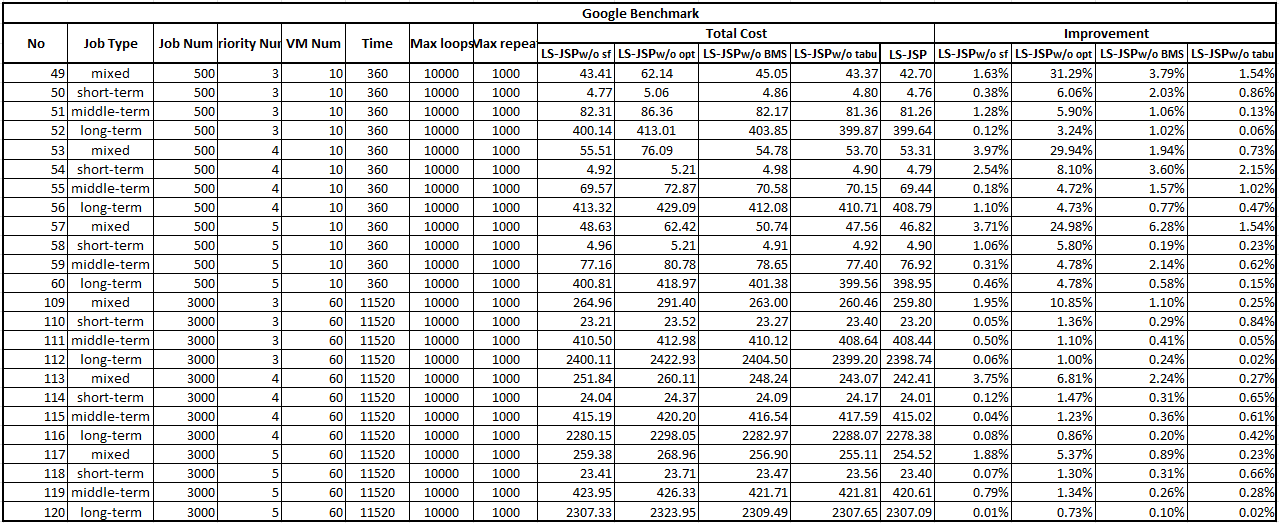 Google Benchmark
No Job Type Job Num riority Nun VM Num Time Max loops Max repeat Total Cost Improvement
LS-JSPw/o sf LS-JSPw/o opt LS-JSPw/o BMS LS-JSPw/o tabu LS-JSP LS-JSPw/o sf LS-JSPw/o opt LS-JSPw/o BMS LS-JSPw/o tabu
49 mixed 500 3 10 360 10000 1000 43.41 62.14 45.05 43.37 42.70 1.63% 31.29% 3.79% 1.54%
50 short-term 500 3 10 360 10000 1000 4.77 5.06 4.86 4.80 4.76 0.38% 6.06% 2.03% 0.86%
51 middle-term 500 3 10 360 10000 1000 82.31 86.36 82.17 81.36 81.26 1.28% 5.90% 1.06% 0.13%
52 long-term 500 3 10 360 10000 1000 400.14 413.01 403.85 399.87 399.64 0.12% 3.24% 1.02% 0.06%
53 mixed 500 4 10 360 10000 1000 55.51 76.09 54.78 53.70 53.31 3.97% 29.94% 1.94% 0.73%
54 short-term 500 4 10 360 10000 1000 4.92 5.21 4.98 4.90 4.79 2.54% 8.10% 3.60% 2.15%
55 middle-term 500 4 10 360 10000 1000 69.57 72.87 70.58 70.15 69.44 0.18% 4.72% 1.57% 1.02%
56 long-term 500 4 10 360 10000 1000 413.32 429.09 412.08 410.71 408.79 1.10% 4.73% 0.77% 0.47%
57 mixed 500 5 10 360 10000 1000 48.63 62.42 50.74 47.56 46.82 3.71% 24.98% 6.28% 1.54%
58 short-term 500 5 10 360 10000 1000 4.96 5.21 4.91 4.92 4.90 1.06% 5.80% 0.19% 0.23%
59 middle-term 500 5 10 360 10000 1000 77.16 80.78 78.65 77.40 76.92 0.31% 4.78% 2.14% 0.62%
60 long-term 500 5 10 360 10000 1000 400.81 418.97 401.38 399.56 398.95 0.46% 4.78% 0.58% 0.15%
109 mixed 3000 3 60 11520 10000 1000 264.96 291.40 263.00 260.46 259.80 1.95% 10.85% 1.10% 0.25%
110 short-term 3000 3 60 11520 10000 1000 23.21 23.52 23.27 23.40 23.20 0.05% 1.36% 0.29% 0.84%
111 middle-term 3000 3 60 11520 10000 1000 410.50 412.98 410.12 408.64 408.44 0.50% 1.10% 0.41% 0.05%
112 long-term 3000 3 60 11520 10000 1000 2400.11 2422.93 2404.50 2399.20 2398.74 0.06% 1.00% 0.24% 0.02%
113 mixed 3000 4 60 11520 10000 1000 251.84 260.11 248.24 243.07 242.41 3.75% 6.81% 2.24% 0.27%
114 short-term 3000 4 60 11520 10000 1000 24.04 24.37 24.09 24.17 24.01 0.12% 1.47% 0.31% 0.65%
115 middle-term 3000 4 60 11520 10000 1000 415.19 420.20 416.54 417.59 415.02 0.04% 1.23% 0.36% 0.61%
116 long-term 3000 4 60 11520 10000 1000 2280.15 2298.05 2282.97 2288.07 2278.38 0.08% 0.86% 0.20% 0.42%
117 mixed 3000 5 60 11520 10000 1000 259.38 268.96 256.90 255.11 254.52 1.88% 5.37% 0.89% 0.23%
118 short-term 3000 5 60 11520 10000 1000 23.41 23.71 23.47 23.56 23.40 0.07% 1.30% 0.31% 0.66%
119 middle-term 3000 5 60 11520 10000 1000 423.95 426.33 421.71 421.81 420.61 0.79% 1.34% 0.26% 0.28%
120 long-term 3000 5 60 11520 10000 1000 2307.33 2323.95 2309.49 2307.65 2307.09 0.01% 0.73% 0.10% 0.02%